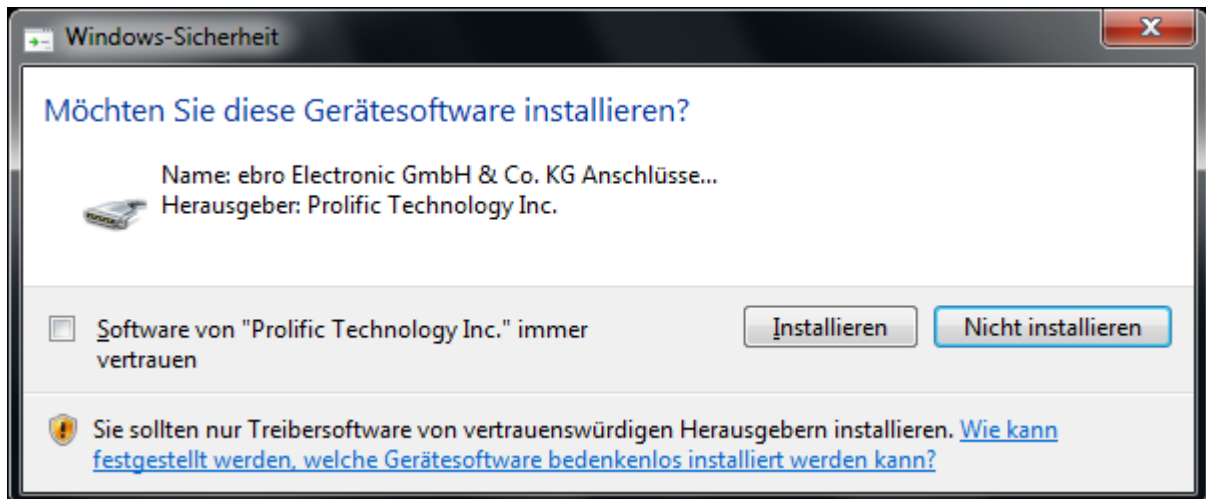 Windows-Sicherheit
Möchten Sie diese Gerätesoftware installieren?
Name: ebro Electronic GmbH & Co. KG Anschlüsse...
Herausgeber: Prolific Technology Inc.
Software von "Prolific Technology Inc." immer
vertrauen
Installieren
Nicht installieren
Sie sollten nur Treibersoftware von vertrauenswürdigen Herausgebern installieren. Wie kann
festgestellt werden, welche Gerätesoftware bedenkenlos installiert werden kann?